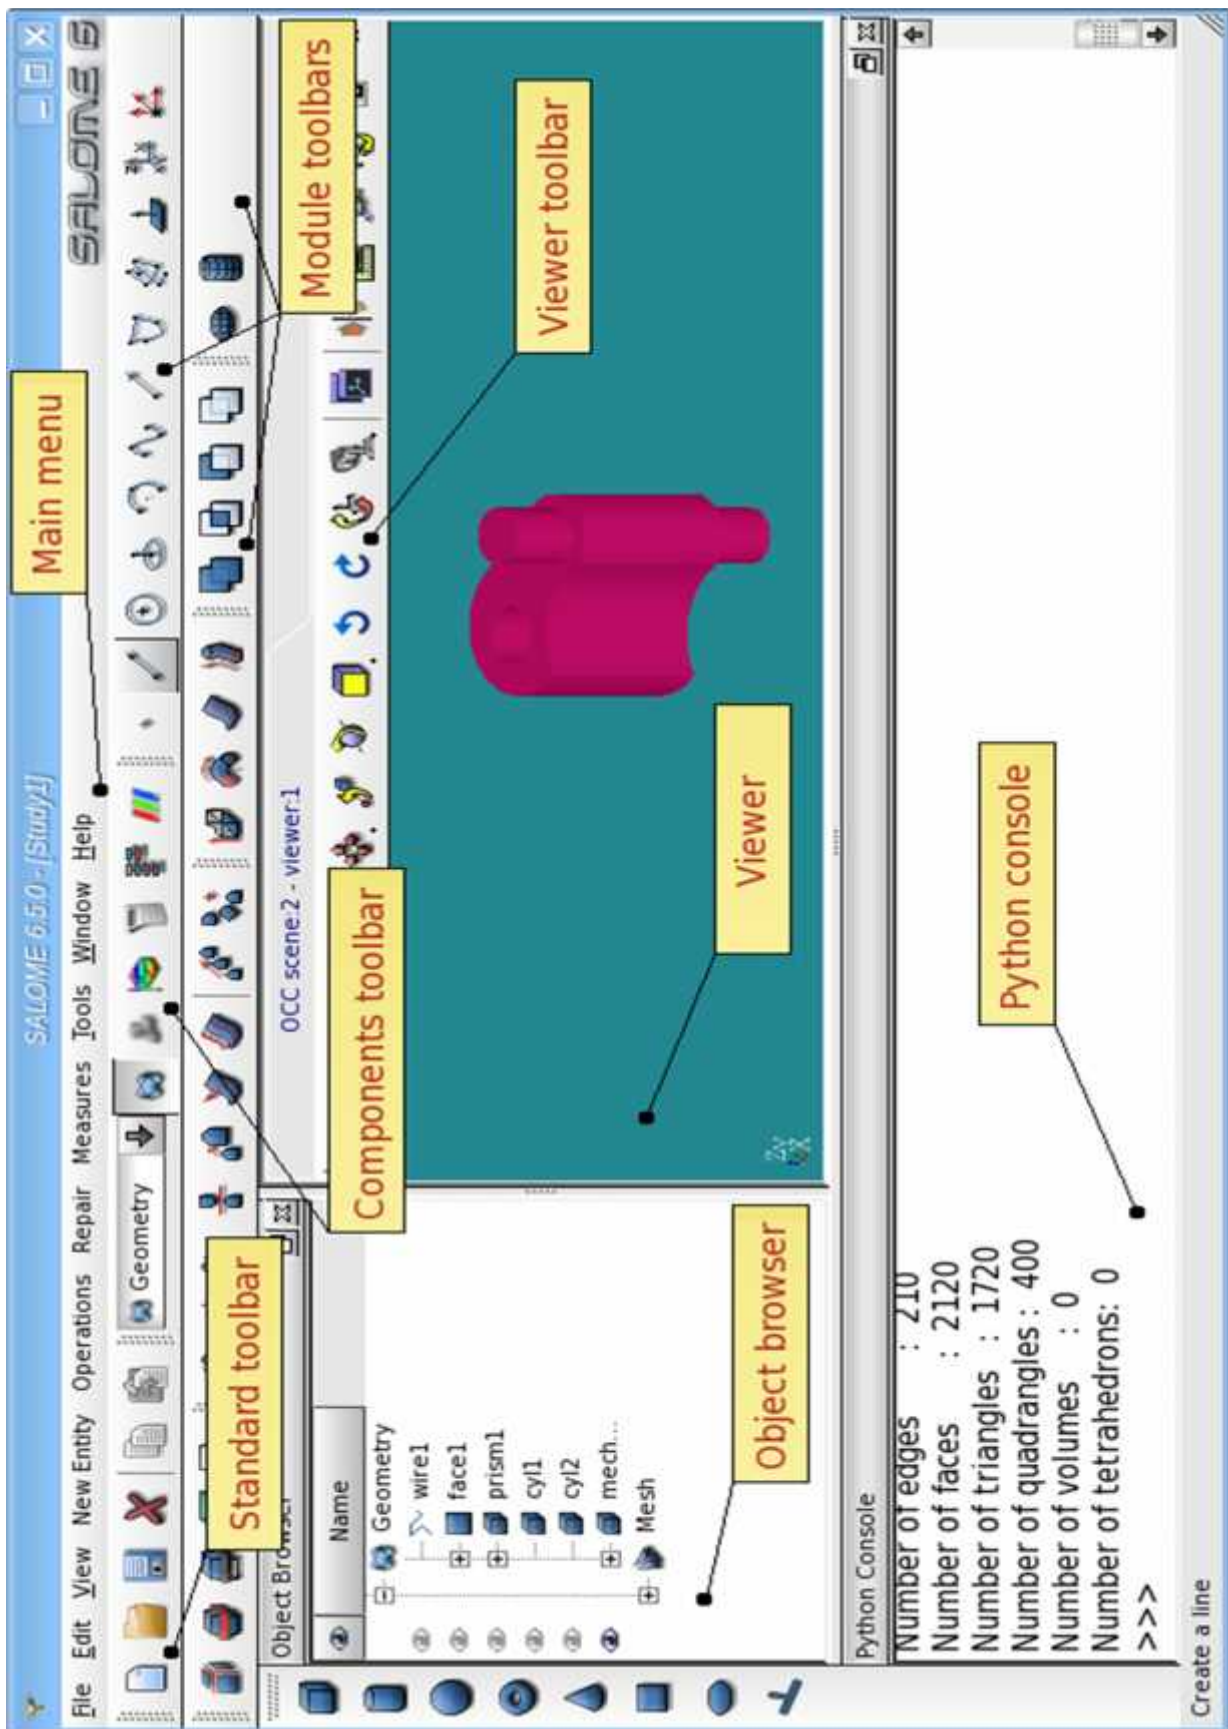 SALOME 6.5.0 - [Study1]
File Edit View New Entity Operations Repair Measures Tools Window Help
SALOME 6
Main menu
Geometry
Standard toolbar
Components toolbar
Module toolbars
Viewer toolbar
Object Browser
OCC scene:2 - viewer:1
Name
Geometry
wire1
face1
prism1
cyl1
cyl2
mech...
Mesh
Object browser
Viewer
Python Console
Python console
Number of edges : 210
Number of faces : 2120
Number of triangles : 1720
Number of quadrangles : 400
Number of volumes : 0
Number of tetrahedrons: 0
>>>
Create a line